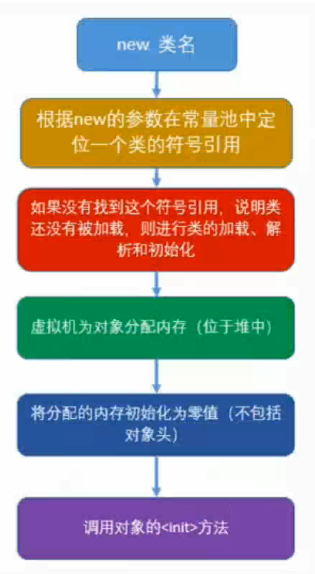 new 类名
根据new的参数在常量池中定
位一个类的符号引用
如果没有找到这个符号引用，说明类
还没有被加载，则进行类的加载、解
析和初始化
虚拟机为对象分配内存（位于堆中）
将分配的内存初始化为零值（不包括
对象头）
调用对象的<init>方法